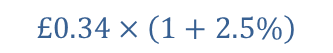 £0.34 × (1 + 2.5%)